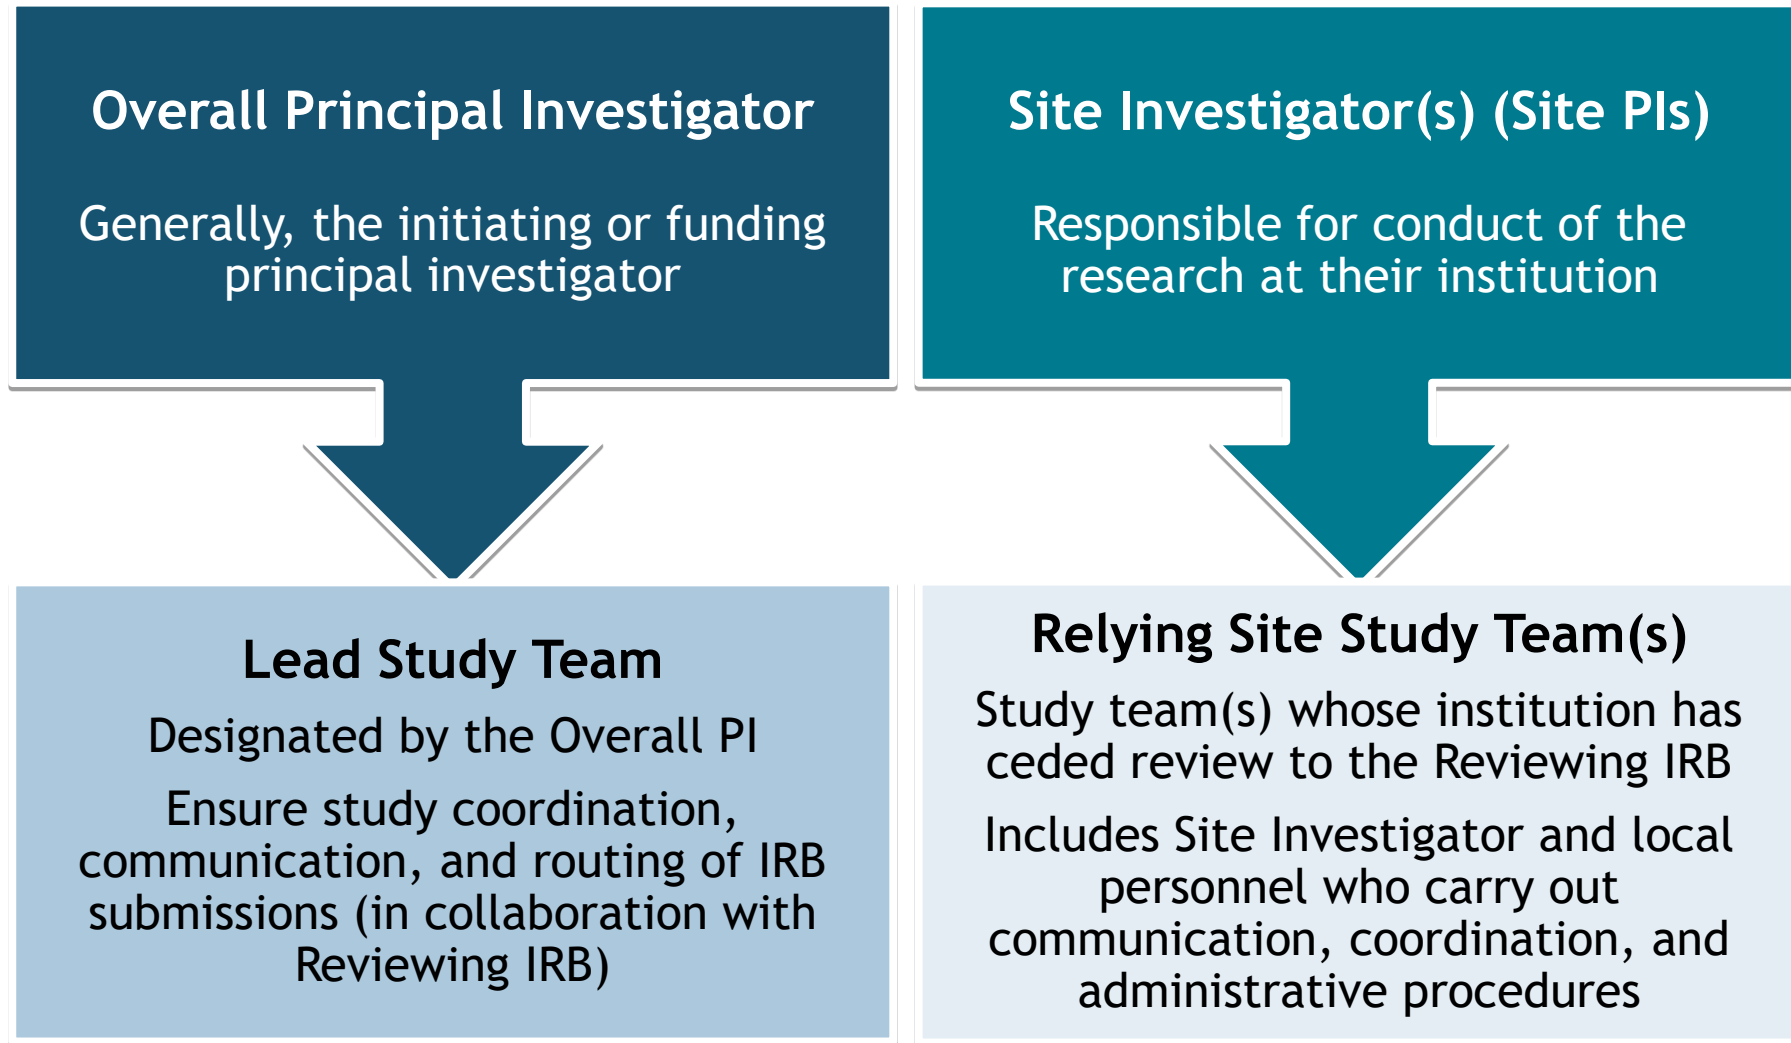 Overall Principal Investigator
Generally, the initiating or funding
principal investigator
Site Investigator(s) (Site PIs)
Responsible for conduct of the
research at their institution
Lead Study Team
Designated by the Overall PI
Ensure study coordination,
communication, and routing of IRB
submissions (in collaboration with
Reviewing IRB)
Relying Site Study Team(s)
Study team(s) whose institution has
ceded review to the Reviewing IRB
Includes Site Investigator and local
personnel who carry out
communication, coordination, and
administrative procedures